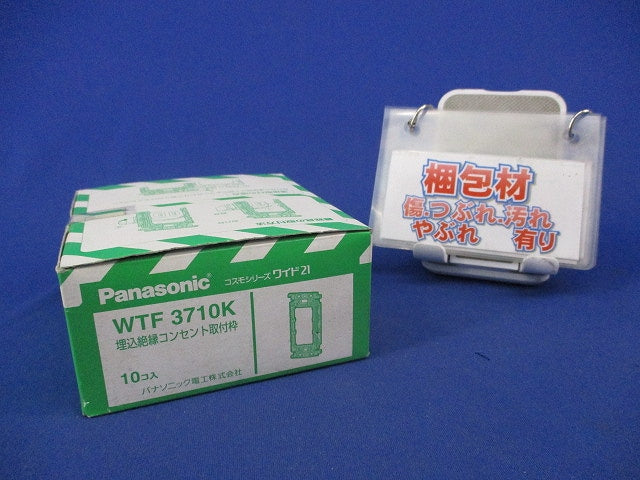 Panasonic コスモシリーズ ワイド21
WTF 3710K
埋込絶縁コンセント取付枠
10コ入
パナソニック電工株式会社
梱包材
傷.つぶれ.汚れ
やぶれ 有り